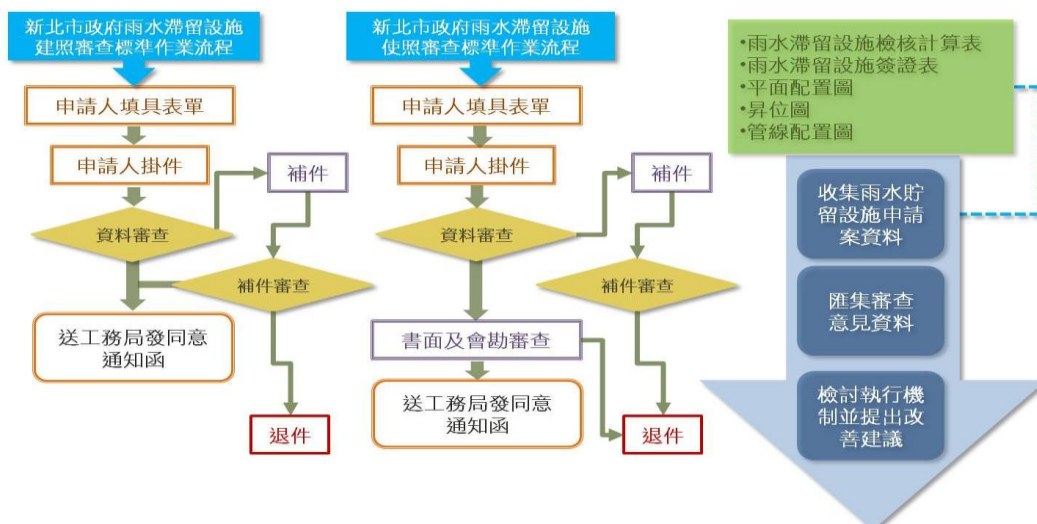 新北市政府雨水滯留設施
建照審查標準作業流程
申請人填具表單
申請人掛件
補件
資料審查
補件審查
送工務局發同意
通知函
退件
新北市政府雨水滯留設施
使照審查標準作業流程
申請人填具表單
申請人掛件
補件
資料審查
補件審查
書面及會勘審查
送工務局發同意
通知函
退件
•雨水滯留設施檢核計算表
•雨水滯留設施簽證表
•平面配置圖
•昇位圖
•管線配置圖
收集雨水貯
留設施申請
案資料
匯集審查
意見資料
檢討執行機
制並提出改
善建議